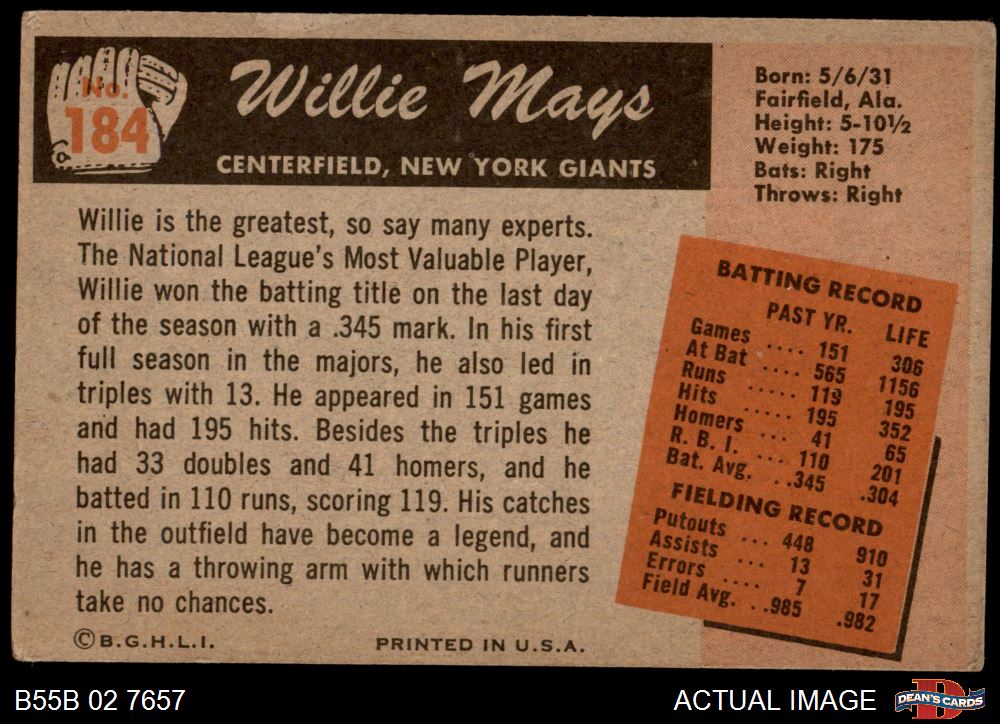 No.
184
Willie Mays
CENTERFIELD, NEW YORK GIANTS
Born: 5/6/31
Fairfield, Ala.
Height: 5-10½
Weight: 175
Bats: Right
Throws: Right
Willie is the greatest, so say many experts.
The National League's Most Valuable Player,
Willie won the batting title on the last day
of the season with a .345 mark. In his first
full season in the majors, he also led in
triples with 13. He appeared in 151 games
and had 195 hits. Besides the triples he
had 33 doubles and 41 homers, and he
batted in 110 runs, scoring 119. His catches
in the outfield have become a legend, and
he has a throwing arm with which runners
take no chances.
BATTING RECORD
PAST YR. LIFE
Games .... 151 306
At Bat .... 565 1156
Runs ..... 119 195
Hits ..... 195 352
Homers ... 41 65
R. B. I. ... 110 201
Bat. Avg. ..345 .304
FIELDING RECORD
Putouts ... 448 910
Assists ... 13 31
Errors .... 7 17
Field Avg. ..985 .982
©B.G.H.L.I. PRINTED IN U.S.A.
B55B 02 7657 ACTUAL IMAGE D DEAN'S CARDS